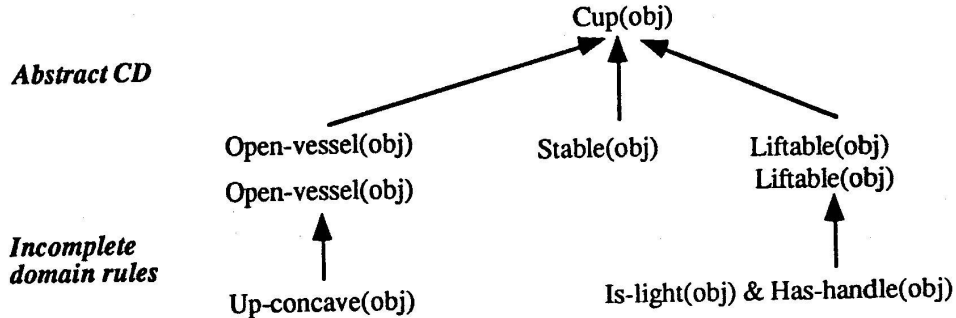 Cup(obj)
Abstract CD
Open-vessel(obj) Stable(obj) Liftable(obj)
Open-vessel(obj) Liftable(obj)
Incomplete
domain rules
Up-concave(obj) Is-light(obj) & Has-handle(obj)